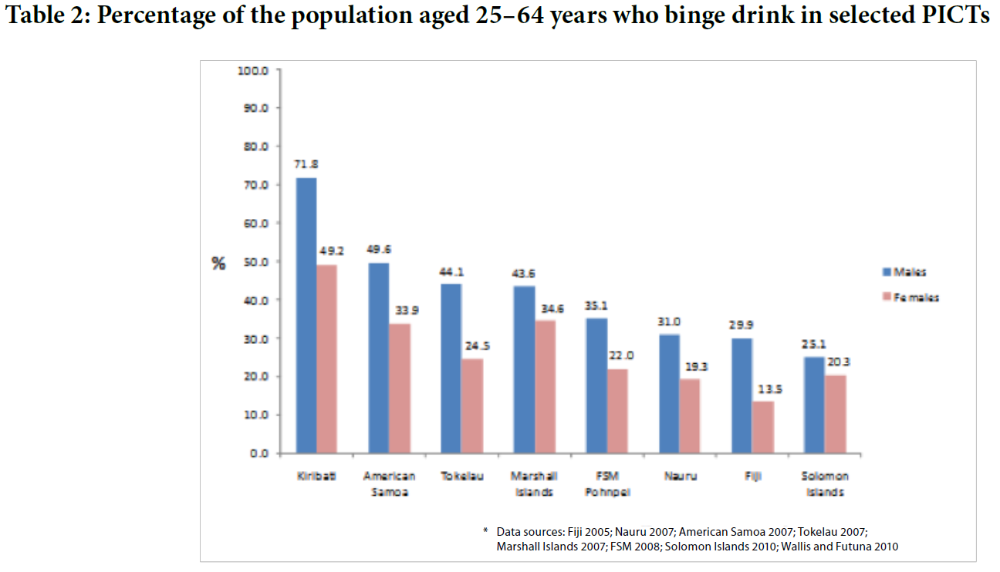 Table 2: Percentage of the population aged 25–64 years who binge drink in selected PICTs
100.0
90.0
80.0
70.0
60.0
50.0
40.0
30.0
20.0
10.0
0.0
%
71.8
49.2
49.6
33.9
44.1
24.5
43.6
34.6
35.1
22.0
31.0
19.3
29.9
13.5
25.1
20.3
Males
Females
Kiribati
American
Samoa
Tokelau
Marshall
Islands
FSM
Pohnpei
Nauru
Fiji
Solomon
Islands
* Data sources: Fiji 2005; Nauru 2007; American Samoa 2007; Tokelau 2007;
Marshall Islands 2007; FSM 2008; Solomon Islands 2010; Wallis and Futuna 2010